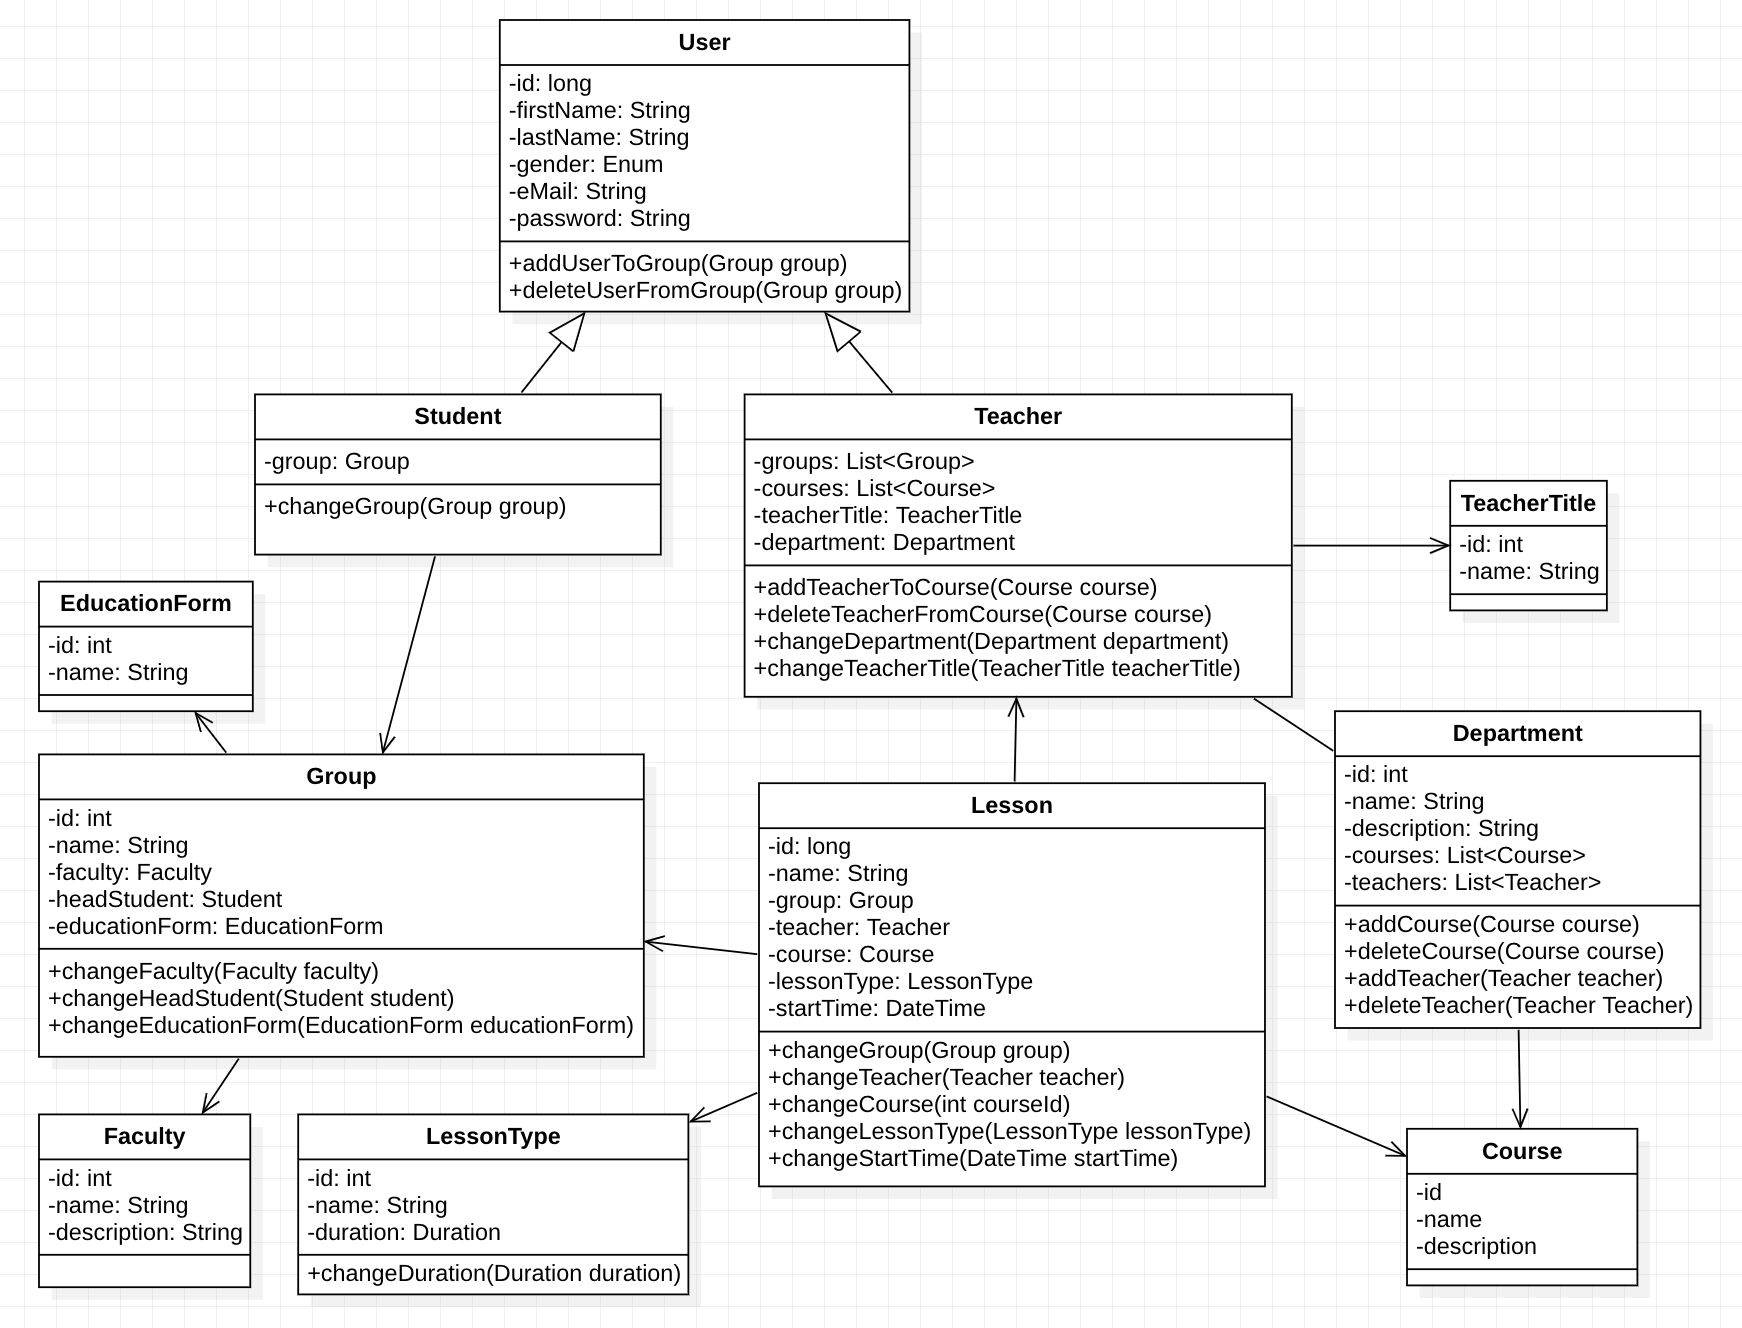 User
-id: long
-firstName: String
-lastName: String
-gender: Enum
-eMail: String
-password: String
+addUserToGroup(Group group)
+deleteUserFromGroup(Group group)
Student
-group: Group
+changeGroup(Group group)
Teacher
-groups: List<Group>
-courses: List<Course>
-teacherTitle: TeacherTitle
-department: Department
+addTeacherToCourse(Course course)
+deleteTeacherFromCourse(Course course)
+changeDepartment(Department department)
+changeTeacherTitle(TeacherTitle teacherTitle)
TeacherTitle
-id: int
-name: String
EducationForm
-id: int
-name: String
Group
-id: int
-name: String
-faculty: Faculty
-headStudent: Student
-educationForm: EducationForm
+changeFaculty(Faculty faculty)
+changeHeadStudent(Student student)
+changeEducationForm(EducationForm educationForm)
Lesson
-id: long
-name: String
-group: Group
-teacher: Teacher
-course: Course
-lessonType: LessonType
-startTime: DateTime
+changeGroup(Group group)
+changeTeacher(Teacher teacher)
+changeCourse(int courseId)
+changeLessonType(LessonType lessonType)
+changeStartTime(DateTime startTime)
Department
-id: int
-name: String
-description: String
-courses: List<Course>
-teachers: List<Teacher>
+addCourse(Course course)
+deleteCourse(Course course)
+addTeacher(Teacher teacher)
+deleteTeacher(Teacher Teacher)
Faculty
-id: int
-name: String
-description: String
LessonType
-id: int
-name: String
-duration: Duration
+changeDuration(Duration duration)
Course
-id
-name
-description